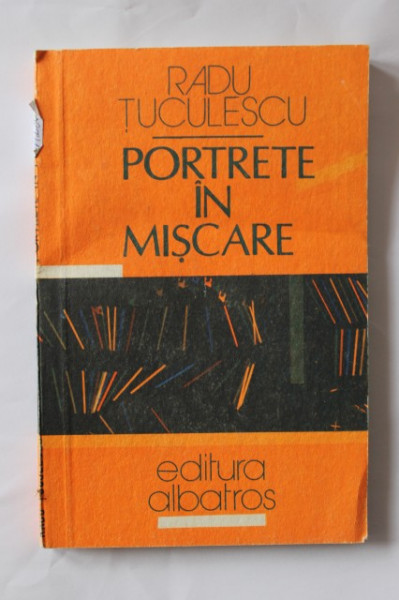 RADU
ȚUCULESCU
PORTRETE
ÎN
MIȘCARE
editura
albatros